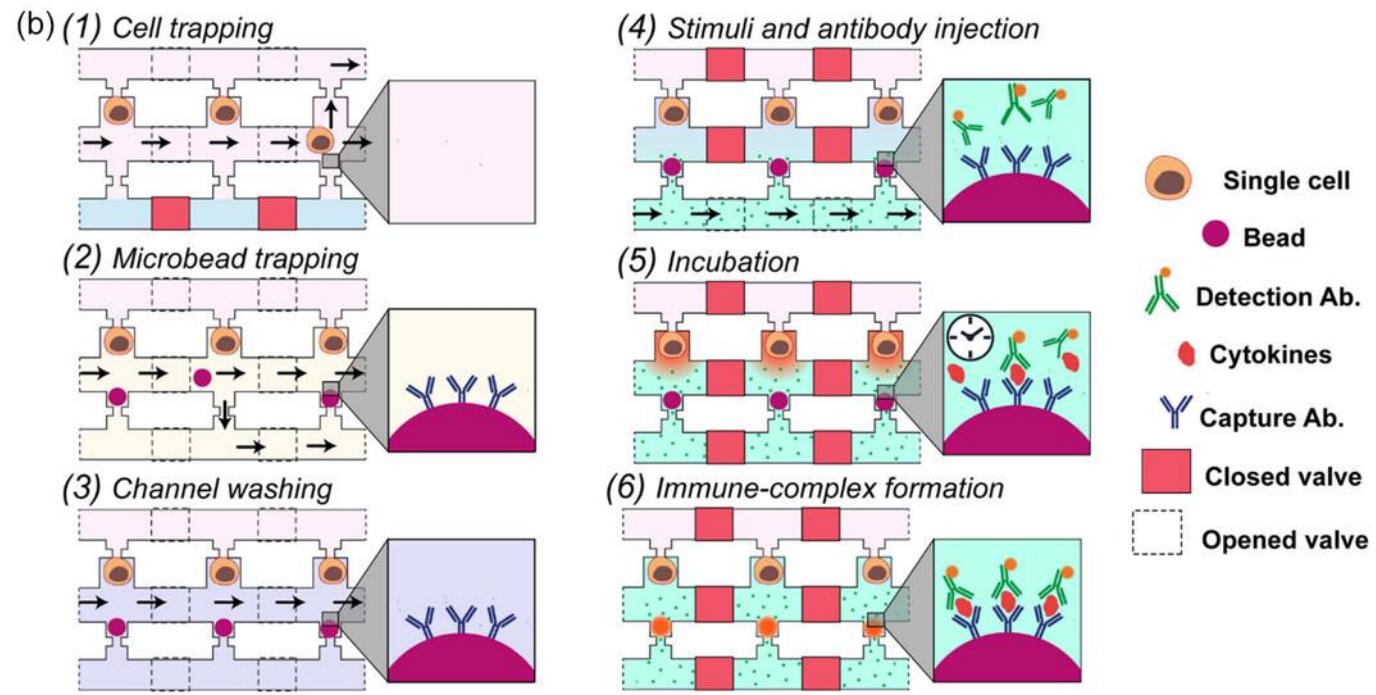 (b) (1) Cell trapping
(2) Microbead trapping
(3) Channel washing
(4) Stimuli and antibody injection
(5) Incubation
(6) Immune-complex formation
Single cell
Bead
Detection Ab.
Cytokines
Capture Ab.
Closed valve
Opened valve